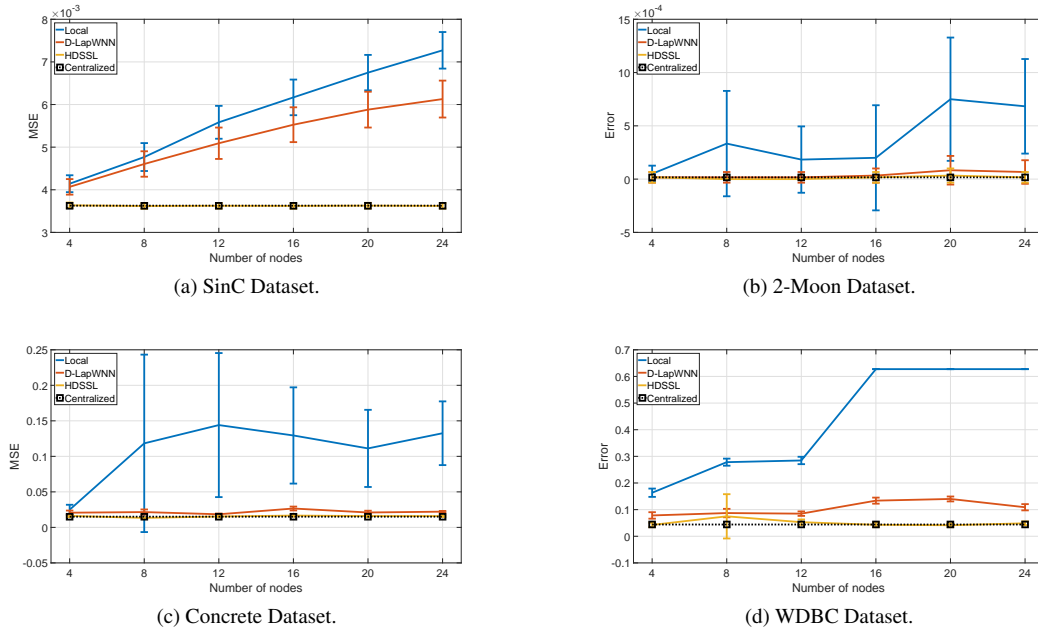 8 ×10-3
7
6
5
4
3
MSE
Local
D-LapWNN
HDSSL
Centralized
4 8 12 16 20 24
Number of nodes
(a) SinC Dataset.
15 ×10-4
10
5
0
-5
Error
Local
D-LapWNN
HDSSL
Centralized
4 8 12 16 20 24
Number of nodes
(b) 2-Moon Dataset.
0.25
0.2
0.15
0.1
0.05
0
-0.05
MSE
Local
D-LapWNN
HDSSL
Centralized
4 8 12 16 20 24
Number of nodes
(c) Concrete Dataset.
0.7
0.6
0.5
0.4
0.3
0.2
0.1
0
-0.1
Error
Local
D-LapWNN
HDSSL
Centralized
4 8 12 16 20 24
Number of nodes
(d) WDBC Dataset.